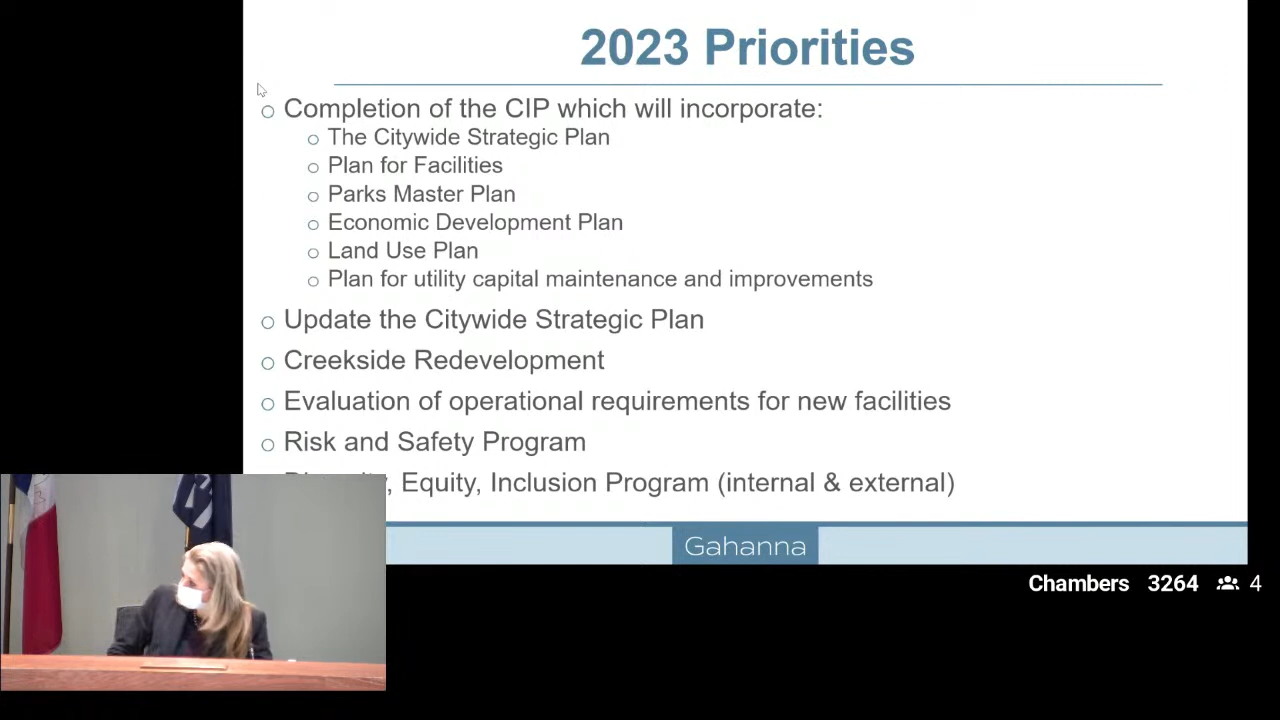 2023 Priorities
Completion of the CIP which will incorporate:
The Citywide Strategic Plan
Plan for Facilities
Parks Master Plan
Economic Development Plan
Land Use Plan
Plan for utility capital maintenance and improvements
Update the Citywide Strategic Plan
Creekside Redevelopment
Evaluation of operational requirements for new facilities
Risk and Safety Program
, Equity, Inclusion Program (internal & external)
Gahanna
Chambers 3264 4